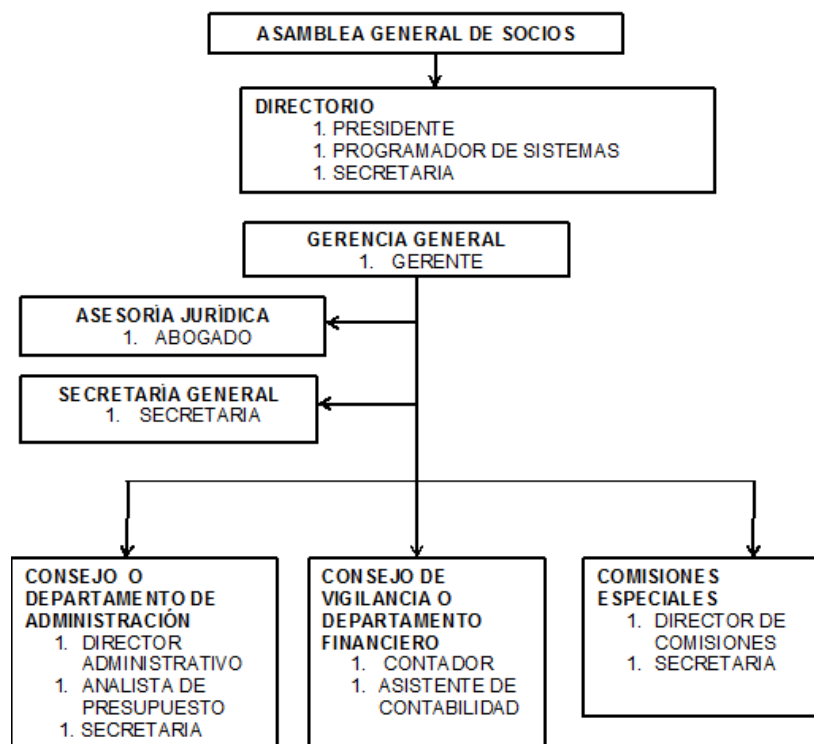 ASAMBLEA GENERAL DE SOCIOS
DIRECTORIO
1. PRESIDENTE
1. PROGRAMADOR DE SISTEMAS
1. SECRETARIA
GERENCIA GENERAL
1. GERENTE
ASESORÌA JURÌDICA
1. ABOGADO
SECRETARÌA GENERAL
1. SECRETARIA
CONSEJO O
DEPARTAMENTO DE
ADMINISTRACIÓN
1. DIRECTOR
ADMINISTRATIVO
1. ANALISTA DE
PRESUPUESTO
1. SECRETARIA
CONSEJO DE
VIGILANCIA O
DEPARTAMENTO
FINANCIERO
1. CONTADOR
1. ASISTENTE DE
CONTABILIDAD
COMISIONES
ESPECIALES
1. DIRECTOR DE
COMISIONES
1. SECRETARIA